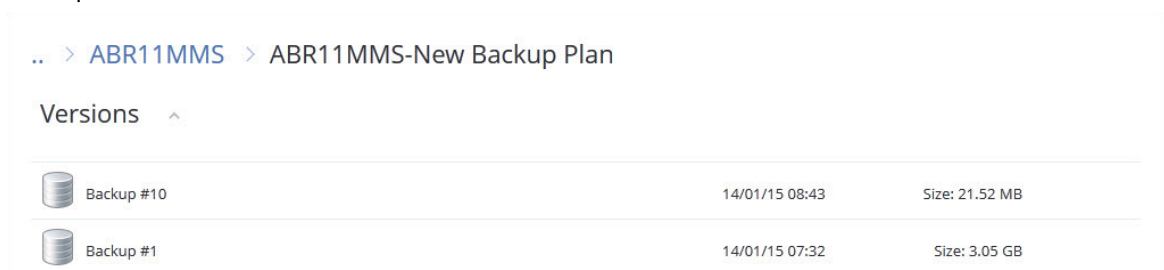 .. > ABR11MMS > ABR11MMS-New Backup Plan
Versions
Backup #10 14/01/15 08:43 Size: 21.52 MB
Backup #1 14/01/15 07:32 Size: 3.05 GB